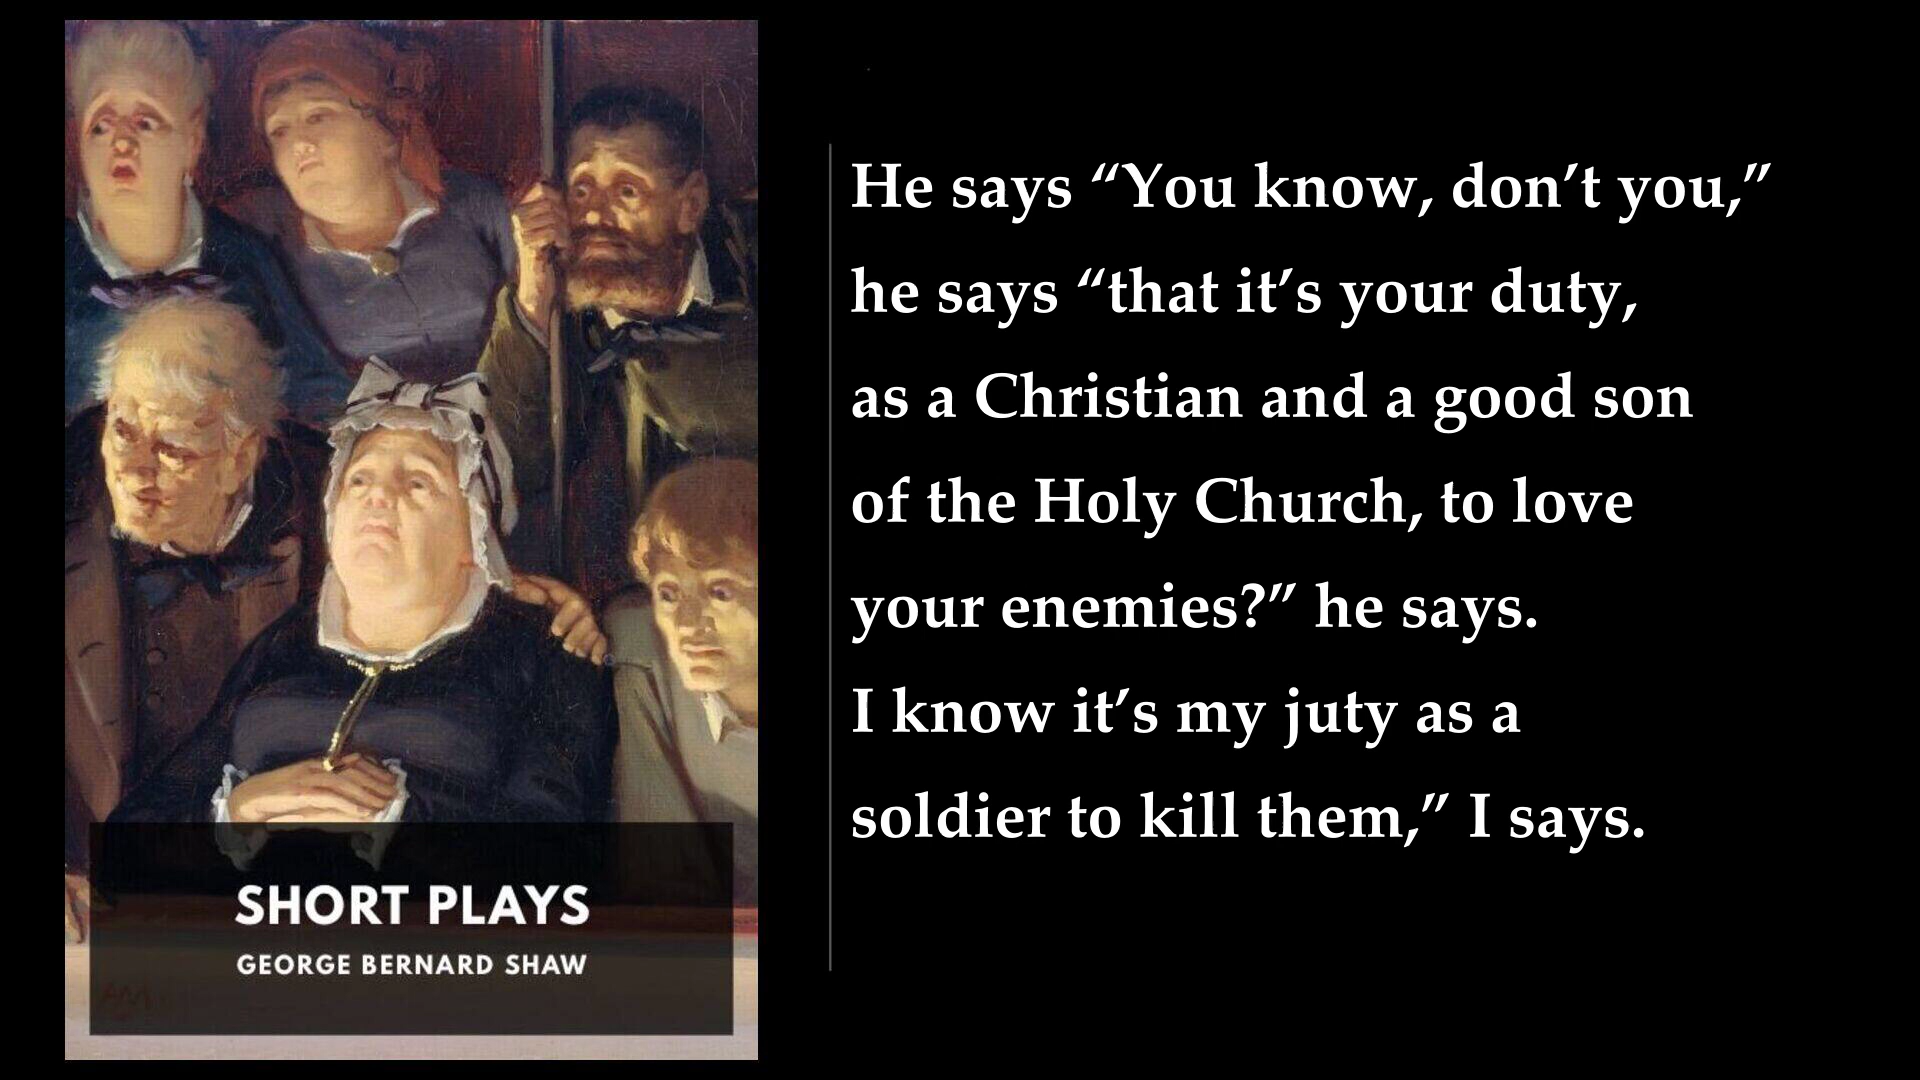 He says “You know, don’t you,”
he says “that it’s your duty,
as a Christian and a good son
of the Holy Church, to love
your enemies?” he says.
I know it’s my juty as a
soldier to kill them,” I says.
SHORT PLAYS
GEORGE BERNARD SHAW